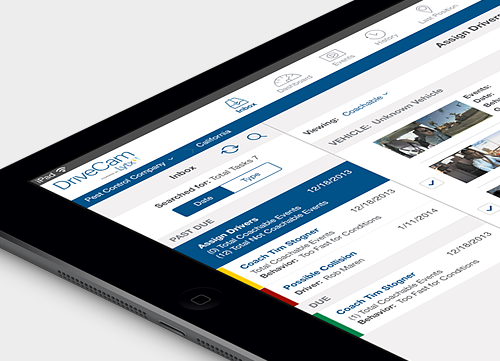 iPad
DriveCam
Lytx
Pest Control Company
California
Inbox
Dashboard
Events
History
Last Position
Assign Drivers
Inbox
Searched for: Total Tasks 7
Date
Type
PAST DUE
Assign Drivers
12/18/2013
(0) Total Coachable Events
(12) Total Not Coachable Events
Coach Tim Stogner
12/18/2013
Total Coachable Events
Behavior: Too Fast for Conditions
Possible Collision
1/11/2014
Driver: Rob Mares
DUE
Coach Tim Stogner
12/18/2013
(1) Total Coachable Events
Behavior: Too Fast for Conditions
Viewing: Coachable
VEHICLE: Unknown Vehicle
Events:
Date: